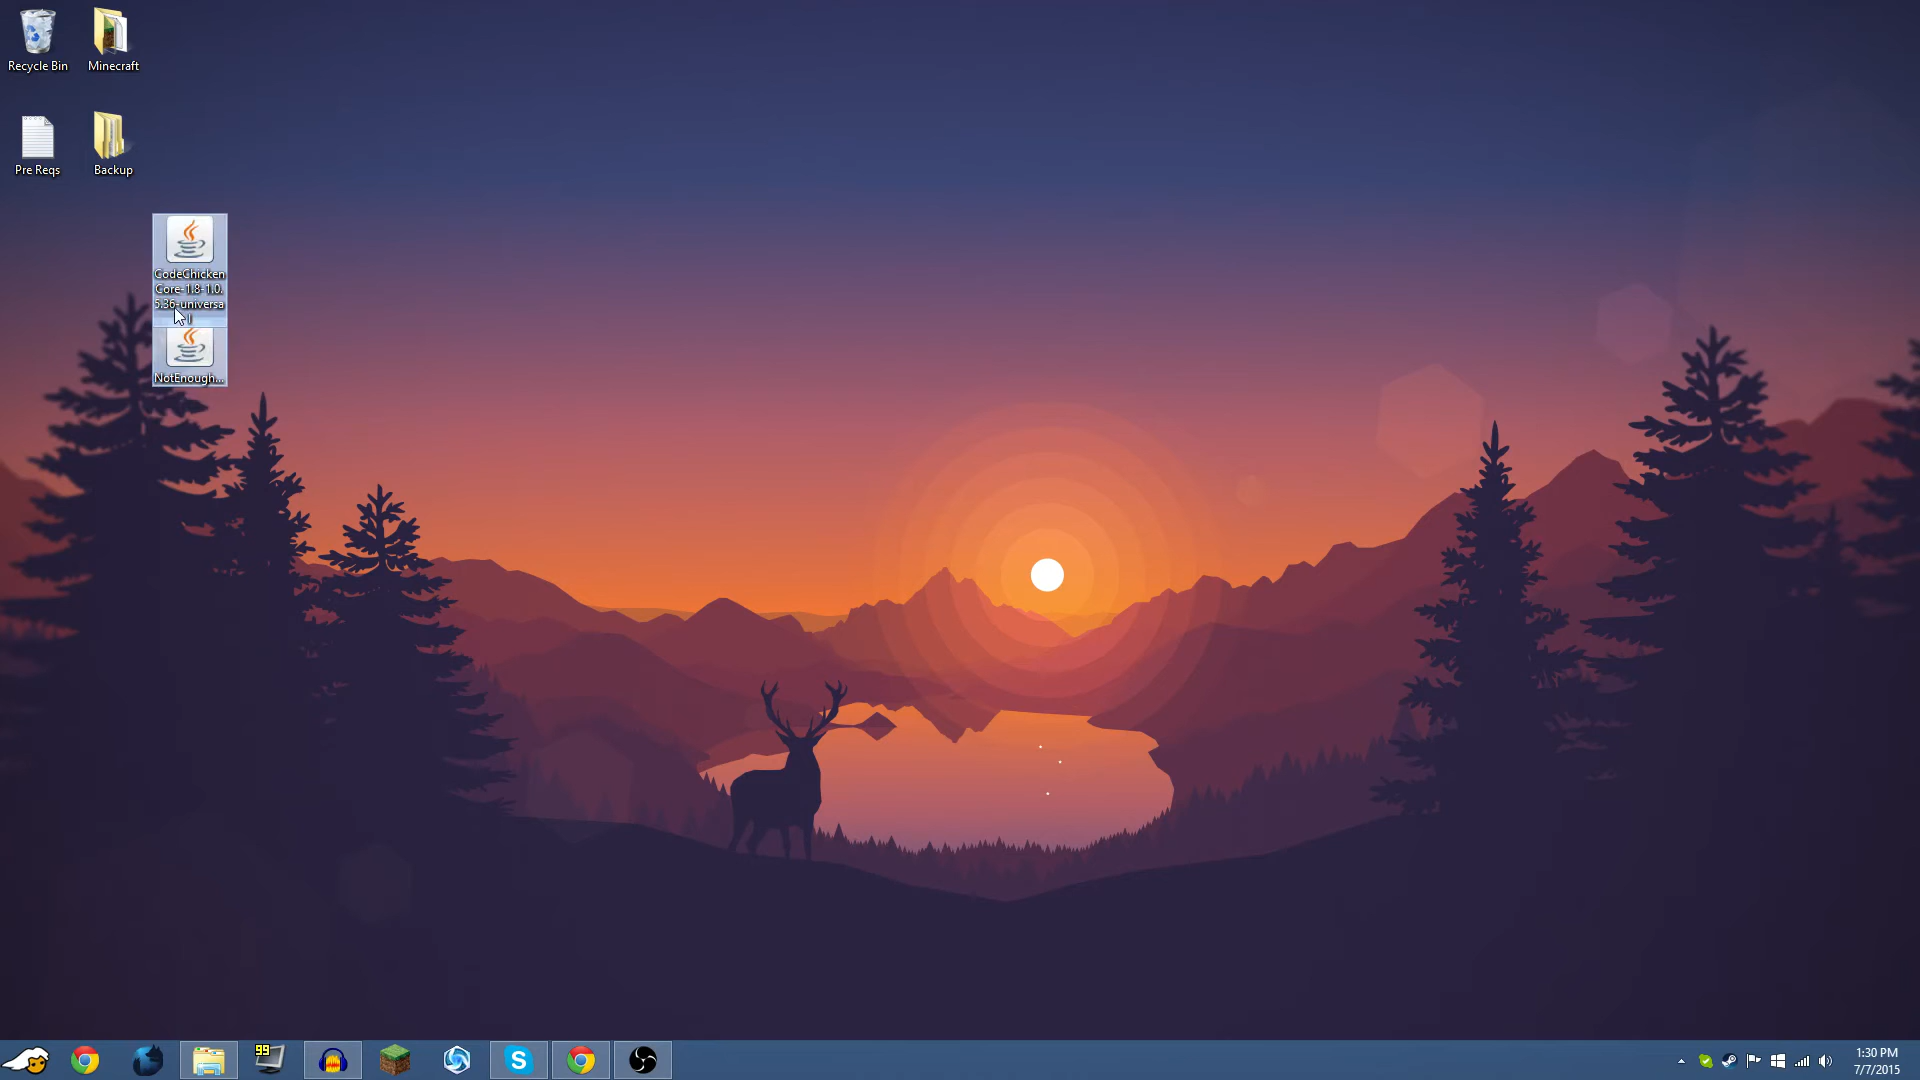 Recycle Bin
Minecraft
Pre Reqs
Backup
CodeChicken
Core-1.8-1.0.
5.36-universa
l
NotEnough...
99
S
1:30 PM
7/7/2015